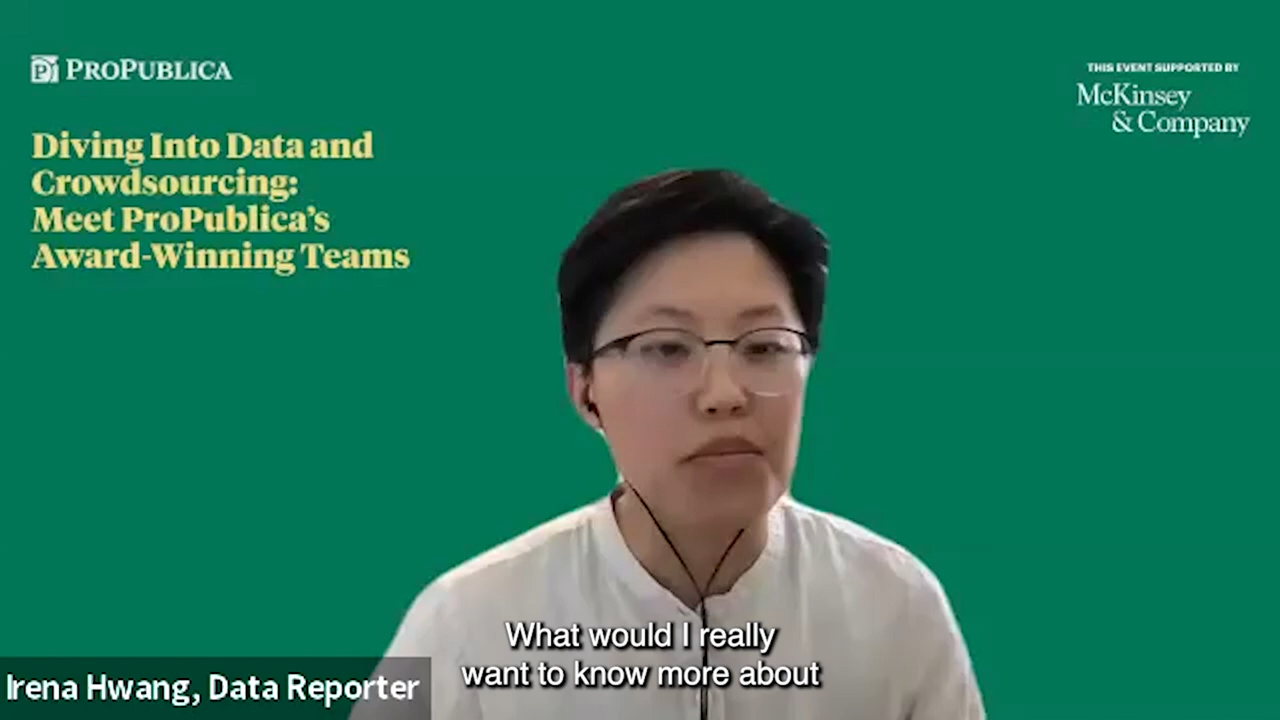 PROPUBLICA
THIS EVENT SUPPORTED BY
McKinsey
& Company
Diving Into Data and
Crowdsourcing:
Meet ProPublica's
Award-Winning Teams
What would I really
want to know more about
Irena Hwang, Data Reporter